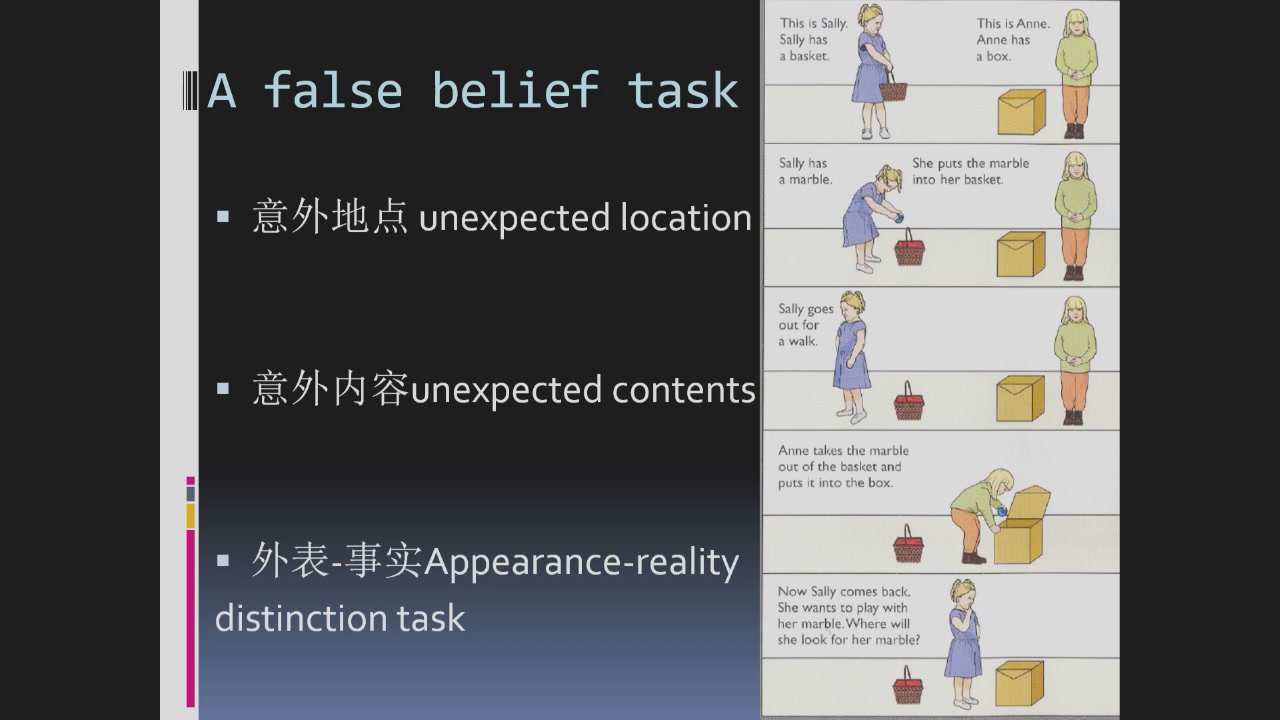 A false belief task
意外地点 unexpected location
意外内容unexpected contents
外表-事实Appearance-reality
distinction task
This is Sally.
Sally has
a basket.
This is Anne.
Anne has
a box.
Sally has
a marble.
She puts the marble
into her basket.
Sally goes
out for
a walk.
Anne takes the marble
out of the basket and
puts it into the box.
Now Sally comes back.
She wants to play with
her marble. Where will
she look for her marble?